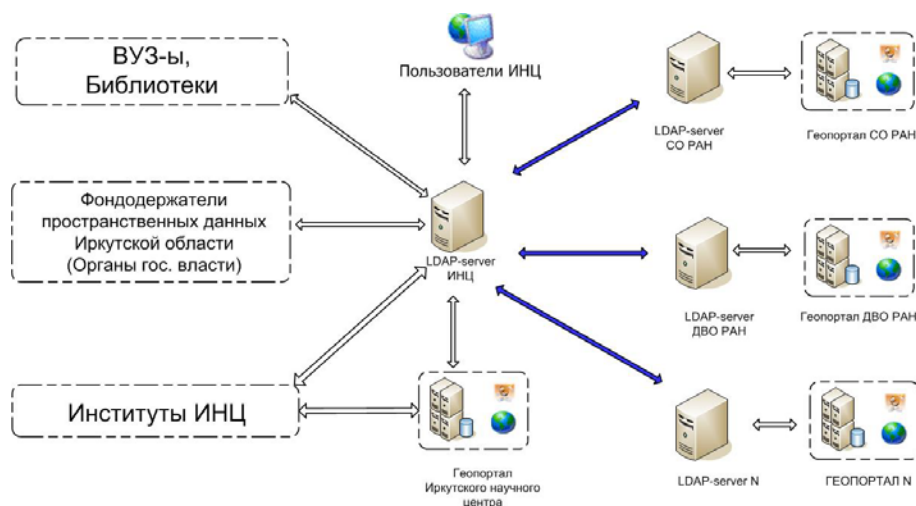 ВУЗ-ы,
Библиотеки
Пользователи ИНЦ
LDAP-server
СО РАН
Геопортал СО РАН
Фондодержатели
пространственных данных
Иркутской области
(Органы гос. власти)
LDAP-server
ИНЦ
LDAP-server
ДВО РАН
Геопортал ДВО РАН
Институты ИНЦ
Геопортал
Иркутского научного
центра
LDAP-server N
ГЕОПОРТАЛ N